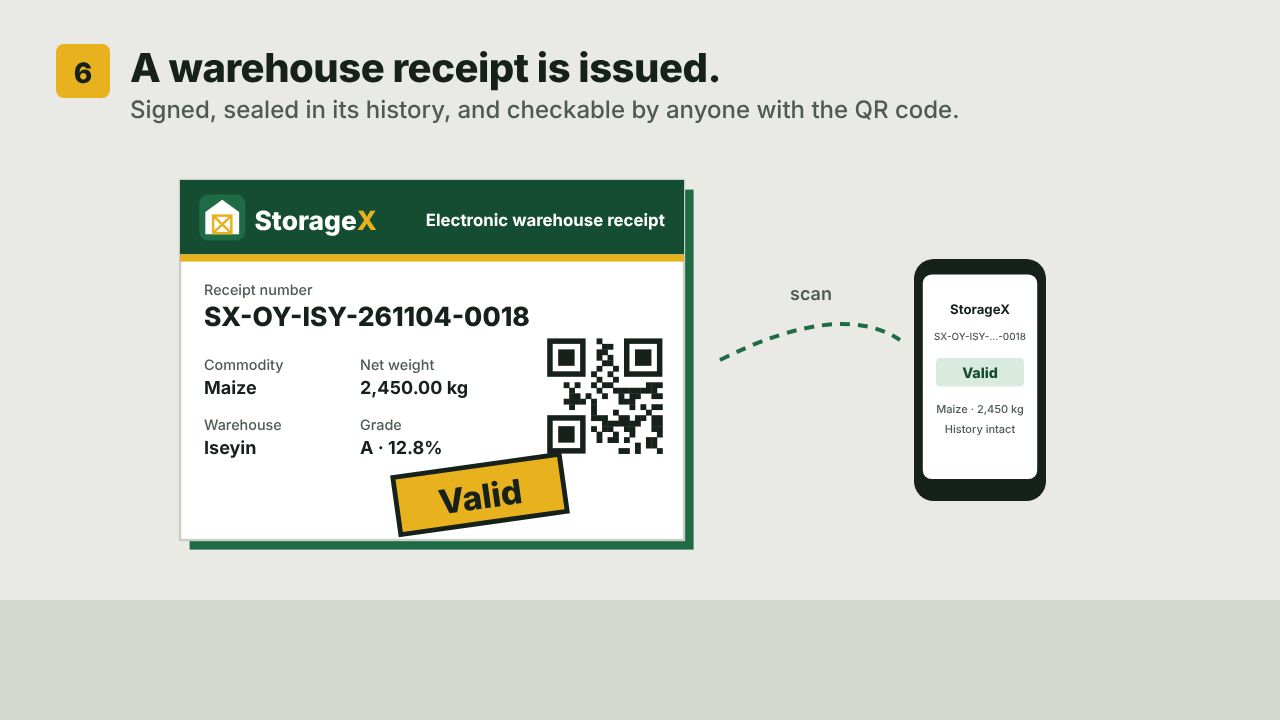 6
A warehouse receipt is issued.
Signed, sealed in its history, and checkable by anyone with the QR code.
StorageX
Electronic warehouse receipt
Receipt number
SX-OY-ISY-261104-0018
Commodity
Net weight
Maize
2,450.00 kg
Warehouse
Grade
Iseyin
A · 12.8%
Valid
scan
StorageX
SX-OY-ISY-...-0018
Valid
Maize · 2,450 kg
History intact